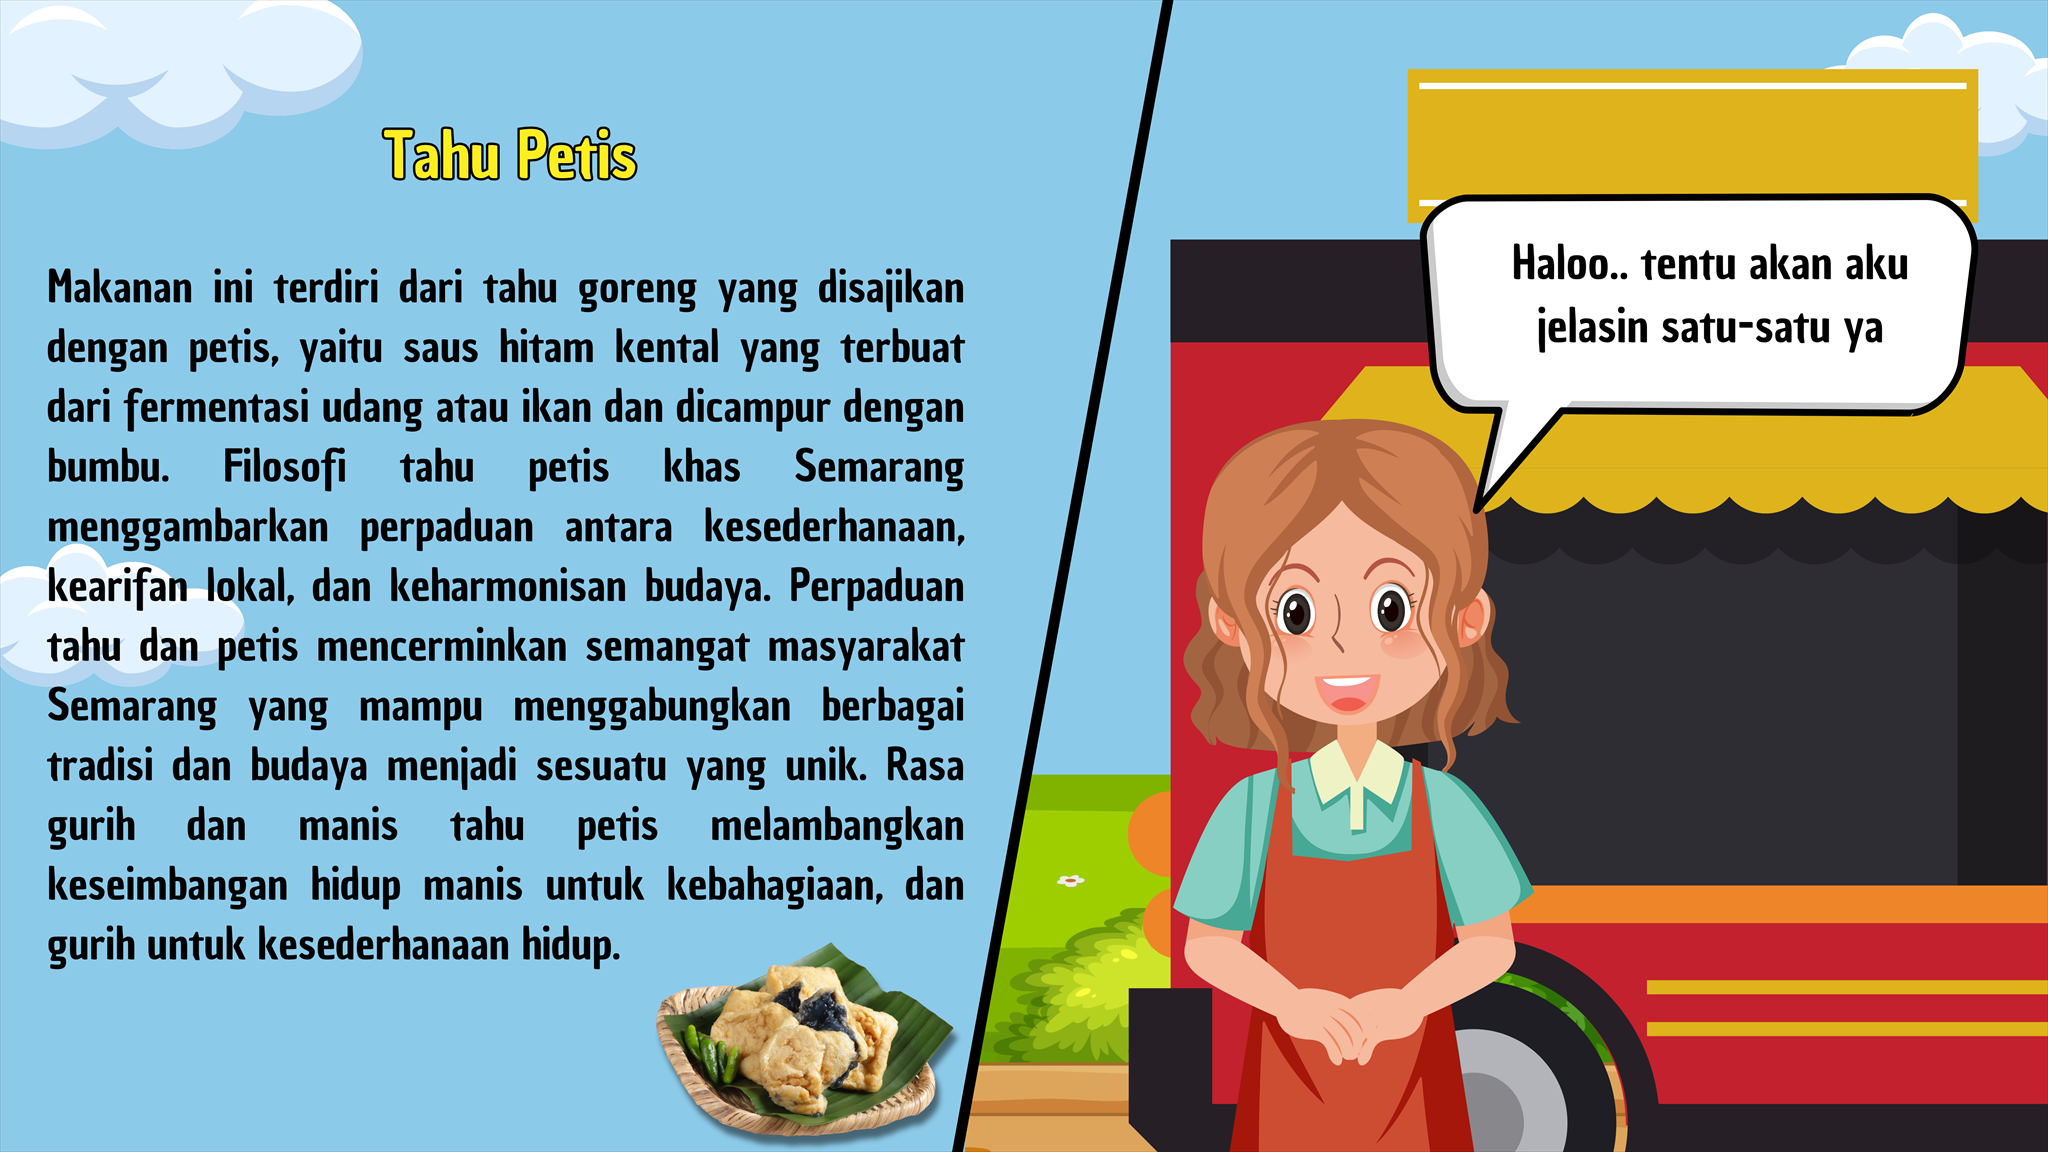 Tahu Petis
Makanan ini terdiri dari tahu goreng yang disajikan
dengan petis, yaitu saus hitam kental yang terbuat
dari fermentasi udang atau ikan dan dicampur dengan
bumbu. Filosofi tahu petis khas Semarang
menggambarkan perpaduan antara kesederhanaan,
kearifan lokal, dan keharmonisan budaya. Perpaduan
tahu dan petis mencerminkan semangat masyarakat
Semarang yang mampu menggabungkan berbagai
tradisi dan budaya menjadi sesuatu yang unik. Rasa
gurih dan manis tahu petis melambangkan
keseimbangan hidup manis untuk kebahagiaan, dan
gurih untuk kesederhanaan hidup.
Haloo.. tentu akan aku
jelasin satu-satu ya